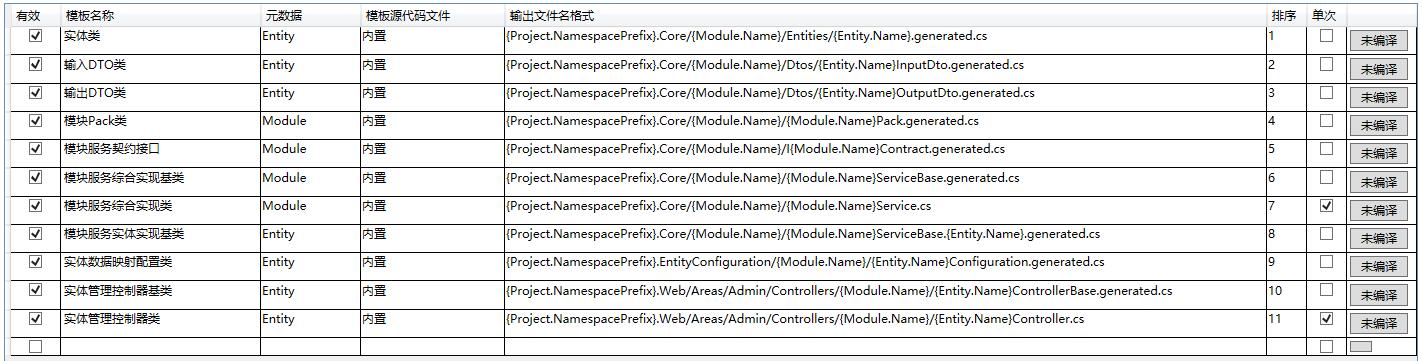 有效 模板名称 元数据 模板源代码文件 输出文件名格式 排序 单次
实体类 Entity 内置 {Project.NamespacePrefix}.Core/{Module.Name}/Entities/{Entity.Name}.generated.cs 1 未编译
输入DTO类 Entity 内置 {Project.NamespacePrefix}.Core/{Module.Name}/Dtos/{Entity.Name}InputDto.generated.cs 2 未编译
输出DTO类 Entity 内置 {Project.NamespacePrefix}.Core/{Module.Name}/Dtos/{Entity.Name}OutputDto.generated.cs 3 未编译
模块Pack类 Module 内置 {Project.NamespacePrefix}.Core/{Module.Name}/{Module.Name}Pack.generated.cs 4 未编译
模块服务契约接口 Module 内置 {Project.NamespacePrefix}.Core/{Module.Name}/I{Module.Name}Contract.generated.cs 5 未编译
模块服务综合实现基类 Module 内置 {Project.NamespacePrefix}.Core/{Module.Name}/{Module.Name}ServiceBase.generated.cs 6 未编译
模块服务综合实现类 Module 内置 {Project.NamespacePrefix}.Core/{Module.Name}/{Module.Name}Service.cs 7 未编译
模块服务实体实现基类 Entity 内置 {Project.NamespacePrefix}.Core/{Module.Name}/{Module.Name}ServiceBase.{Entity.Name}.generated.cs 8 未编译
实体数据映射配置类 Entity 内置 {Project.NamespacePrefix}.EntityConfiguration/{Module.Name}/{Entity.Name}Configuration.generated.cs 9 未编译
实体管理控制器基类 Entity 内置 {Project.NamespacePrefix}.Web/Areas/Admin/Controllers/{Module.Name}/{Entity.Name}ControllerBase.generated.cs 10 未编译
实体管理控制器类 Entity 内置 {Project.NamespacePrefix}.Web/Areas/Admin/Controllers/{Module.Name}/{Entity.Name}Controller.cs 11 未编译